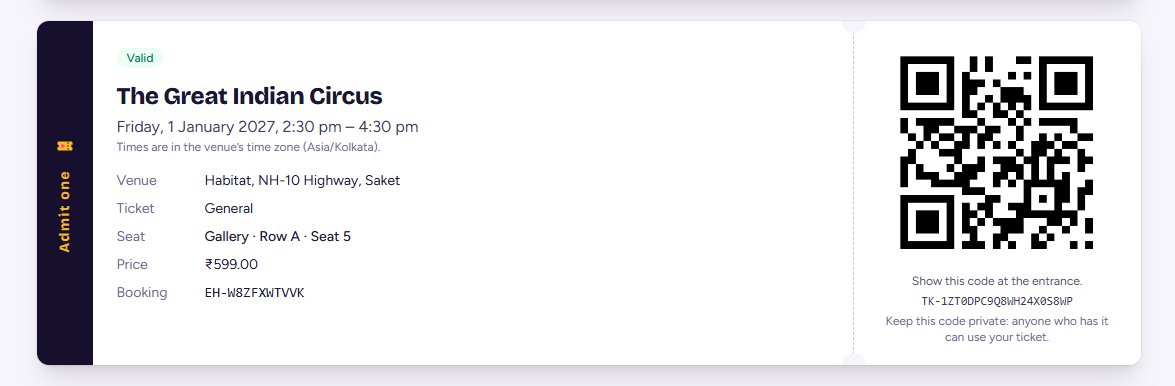 Admit one
Valid
The Great Indian Circus
Friday, 1 January 2027, 2:30 pm – 4:30 pm
Times are in the venue's time zone (Asia/Kolkata).
Venue Habitat, NH-10 Highway, Saket
Ticket General
Seat Gallery · Row A · Seat 5
Price ₹599.00
Booking EH-W8ZFXWTVVK
Show this code at the entrance.
TK-1ZT0DPC9Q8WH24X0S8WP
Keep this code private: anyone who has it
can use your ticket.